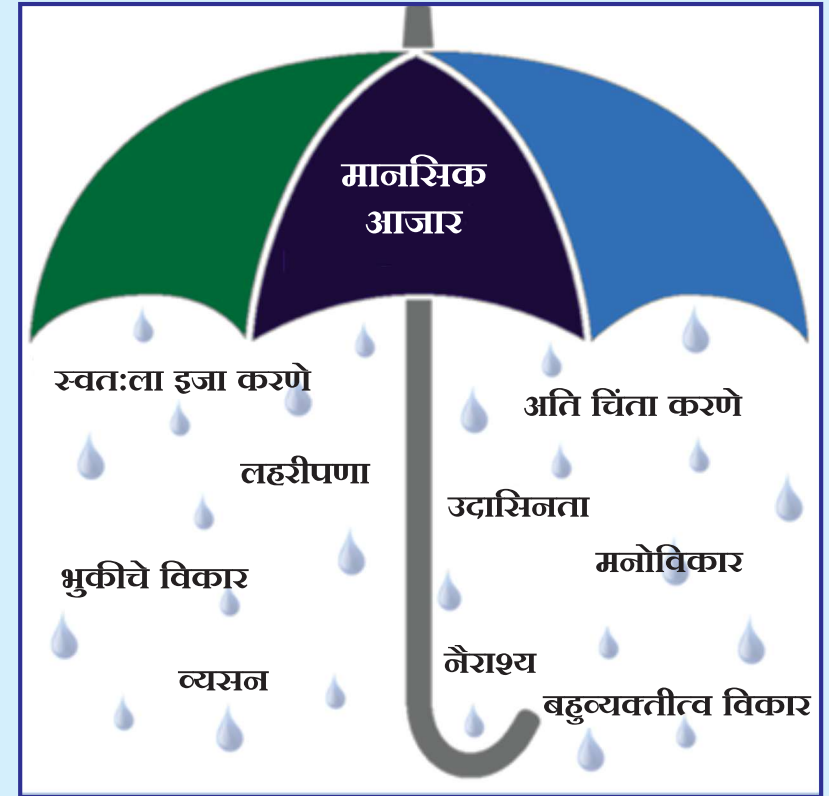 मानसिक
आजार
स्वत:ला इजा करणे
अति चिंता करणे
लहरीपणा
उदासिनता
मनोविकार
भुकीचे विकार
नैराश्य
व्यसन
बहुव्यक्तीत्व विकार